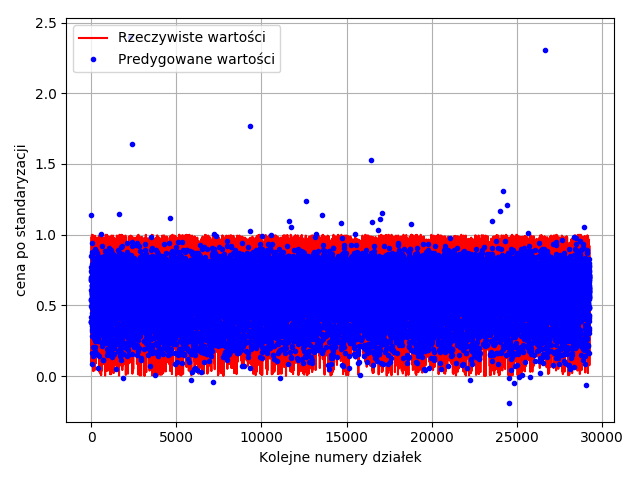 2.5
2.0
1.5
1.0
0.5
0.0
cena po standaryzacji
Rzeczywiste wartości
Predygowane wartości
0 5000 10000 15000 20000 25000 30000
Kolejne numery działek